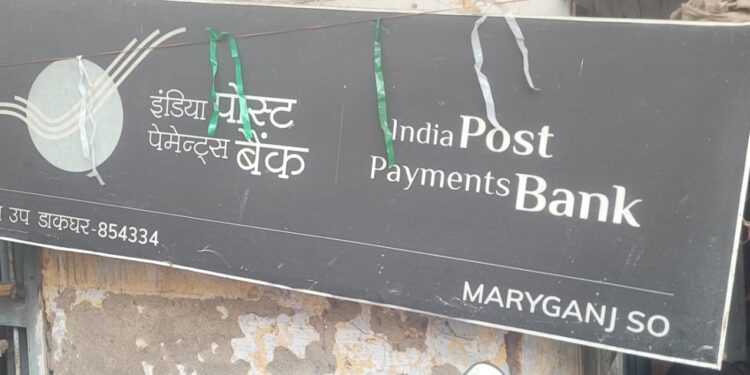 इंडिया पोस्ट
पेमेन्ट्स बैंक
India Post
Payments Bank
उप डाकघर-854334
MARYGANJ SO